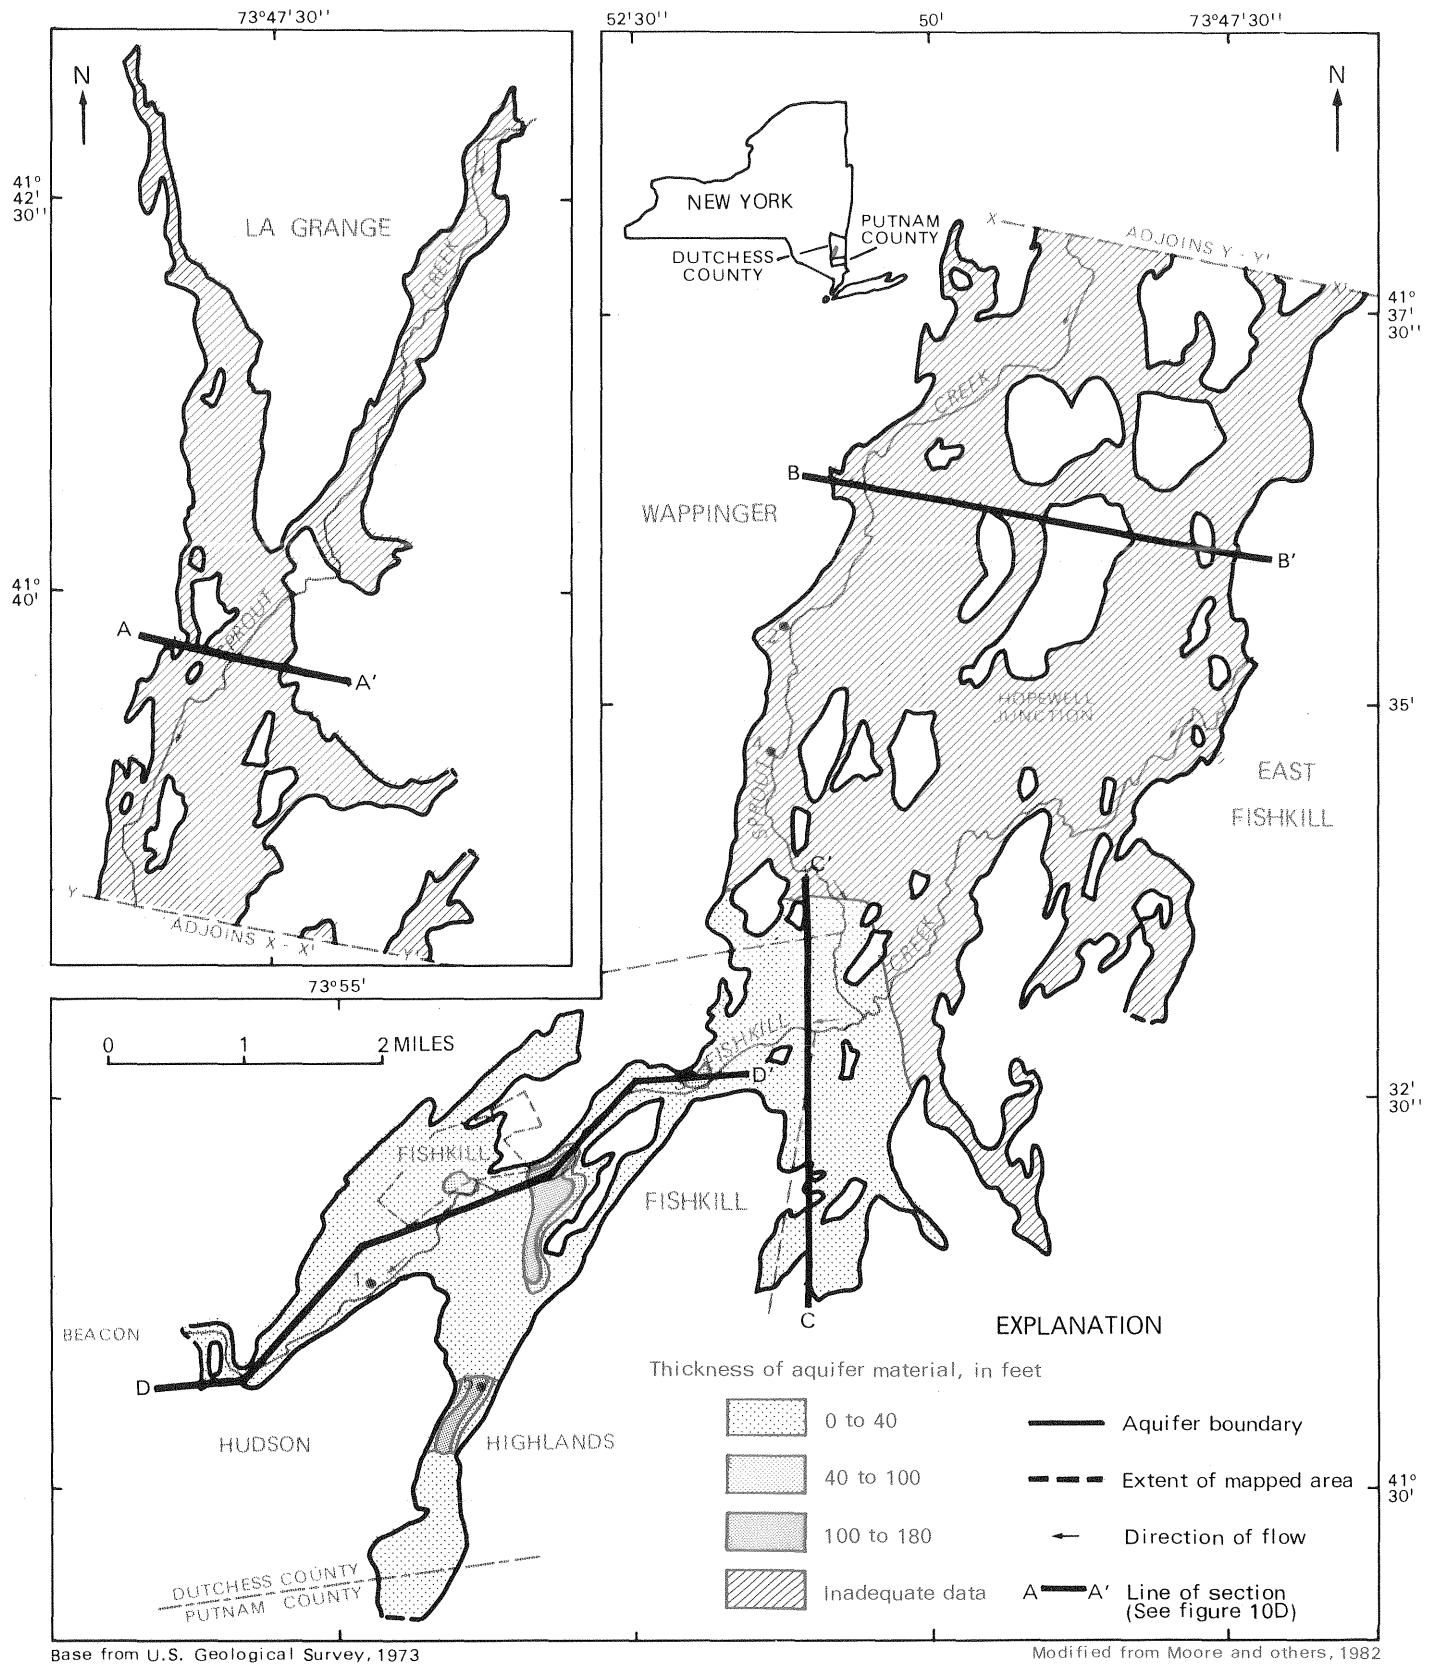 73°47'30''
52'30''
50'
73°47'30''
N
N
41°
42'
30''
LA GRANGE
CREEK
NEW YORK
PUTNAM
COUNTY
DUTCHESS
COUNTY
X
ADJOINS Y - Y'
X'
41°
37'
30''
CREEK
B
B'
WAPPINGER
41°
40'
SPROUT
A
A'
2
HOPEWELL
JUNCTION
35'
4
SPROUT
EAST
FISHKILL
C'
Y
ADJOINS X - X'
Y'
CREEK
73°55'
0 1 2 MILES
FISHKILL
D'
32'
30''
FISHKILL
FISHKILL
1
BEACON
C
D
HUDSON HIGHLANDS
EXPLANATION
Thickness of aquifer material, in feet
0 to 40
Aquifer boundary
40 to 100
Extent of mapped area
100 to 180
Direction of flow
Inadequate data
A A' Line of section
(See figure 10D)
41°
30'
DUTCHESS COUNTY
PUTNAM COUNTY
Base from U.S. Geological Survey, 1973
Modified from Moore and others, 1982